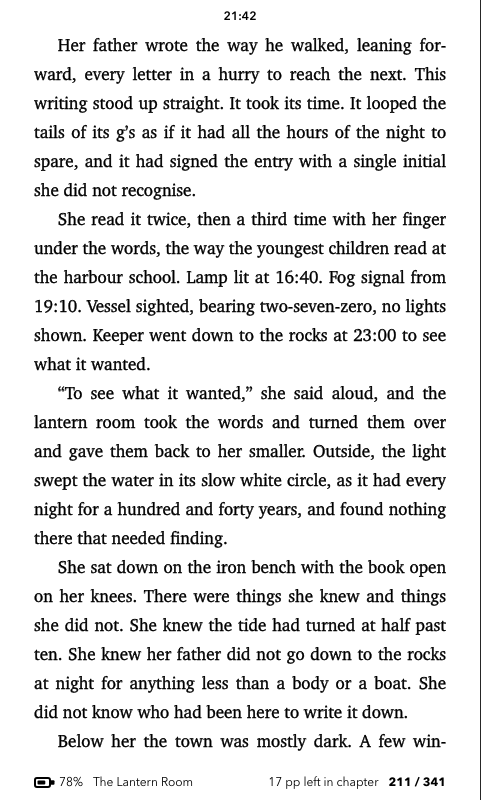 21:42
Her father wrote the way he walked, leaning for-
ward, every letter in a hurry to reach the next. This
writing stood up straight. It took its time. It looped the
tails of its g’s as if it had all the hours of the night to
spare, and it had signed the entry with a single initial
she did not recognise.
She read it twice, then a third time with her finger
under the words, the way the youngest children read at
the harbour school. Lamp lit at 16:40. Fog signal from
19:10. Vessel sighted, bearing two-seven-zero, no lights
shown. Keeper went down to the rocks at 23:00 to see
what it wanted.
“To see what it wanted,” she said aloud, and the
lantern room took the words and turned them over
and gave them back to her smaller. Outside, the light
swept the water in its slow white circle, as it had every
night for a hundred and forty years, and found nothing
there that needed finding.
She sat down on the iron bench with the book open
on her knees. There were things she knew and things
she did not. She knew the tide had turned at half past
ten. She knew her father did not go down to the rocks
at night for anything less than a body or a boat. She
did not know who had been here to write it down.
Below her the town was mostly dark. A few win-
78% The Lantern Room 17 pp left in chapter 211 / 341